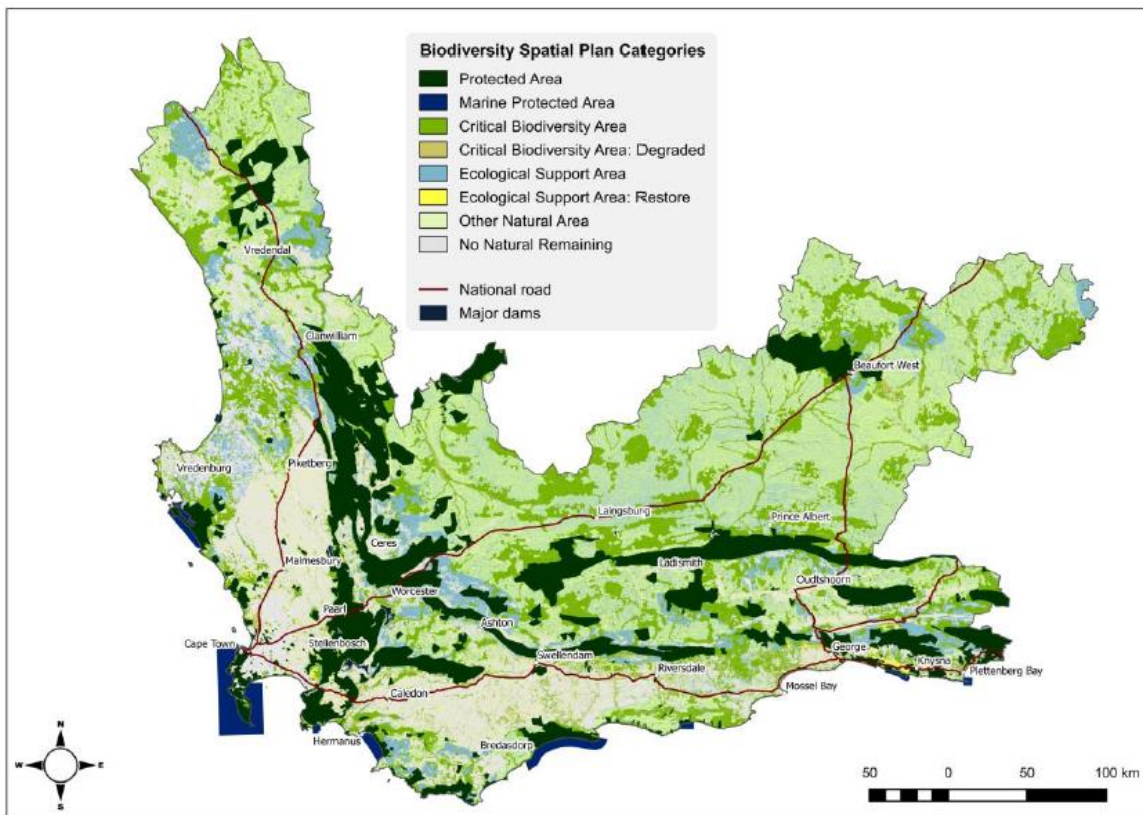 Biodiversity Spatial Plan Categories
Protected Area
Marine Protected Area
Critical Biodiversity Area
Critical Biodiversity Area: Degraded
Ecological Support Area
Ecological Support Area: Restore
Other Natural Area
No Natural Remaining
National road
Major dams
Vredendal
Clanwilliam
Beaufort West
Vredenburg
Piketberg
Laingsburg
Prince Albert
Ceres
Malmesbury
Ladismith
Oudtshoorn
Worcester
Paarl
Ashton
Cape Town
Stellenbosch
George
Swellendam
Knysna
Riversdale
Plettenberg Bay
Caledon
Mossel Bay
Hermanus
Bredasdorp
N
W E
S
50 0 50 100 km